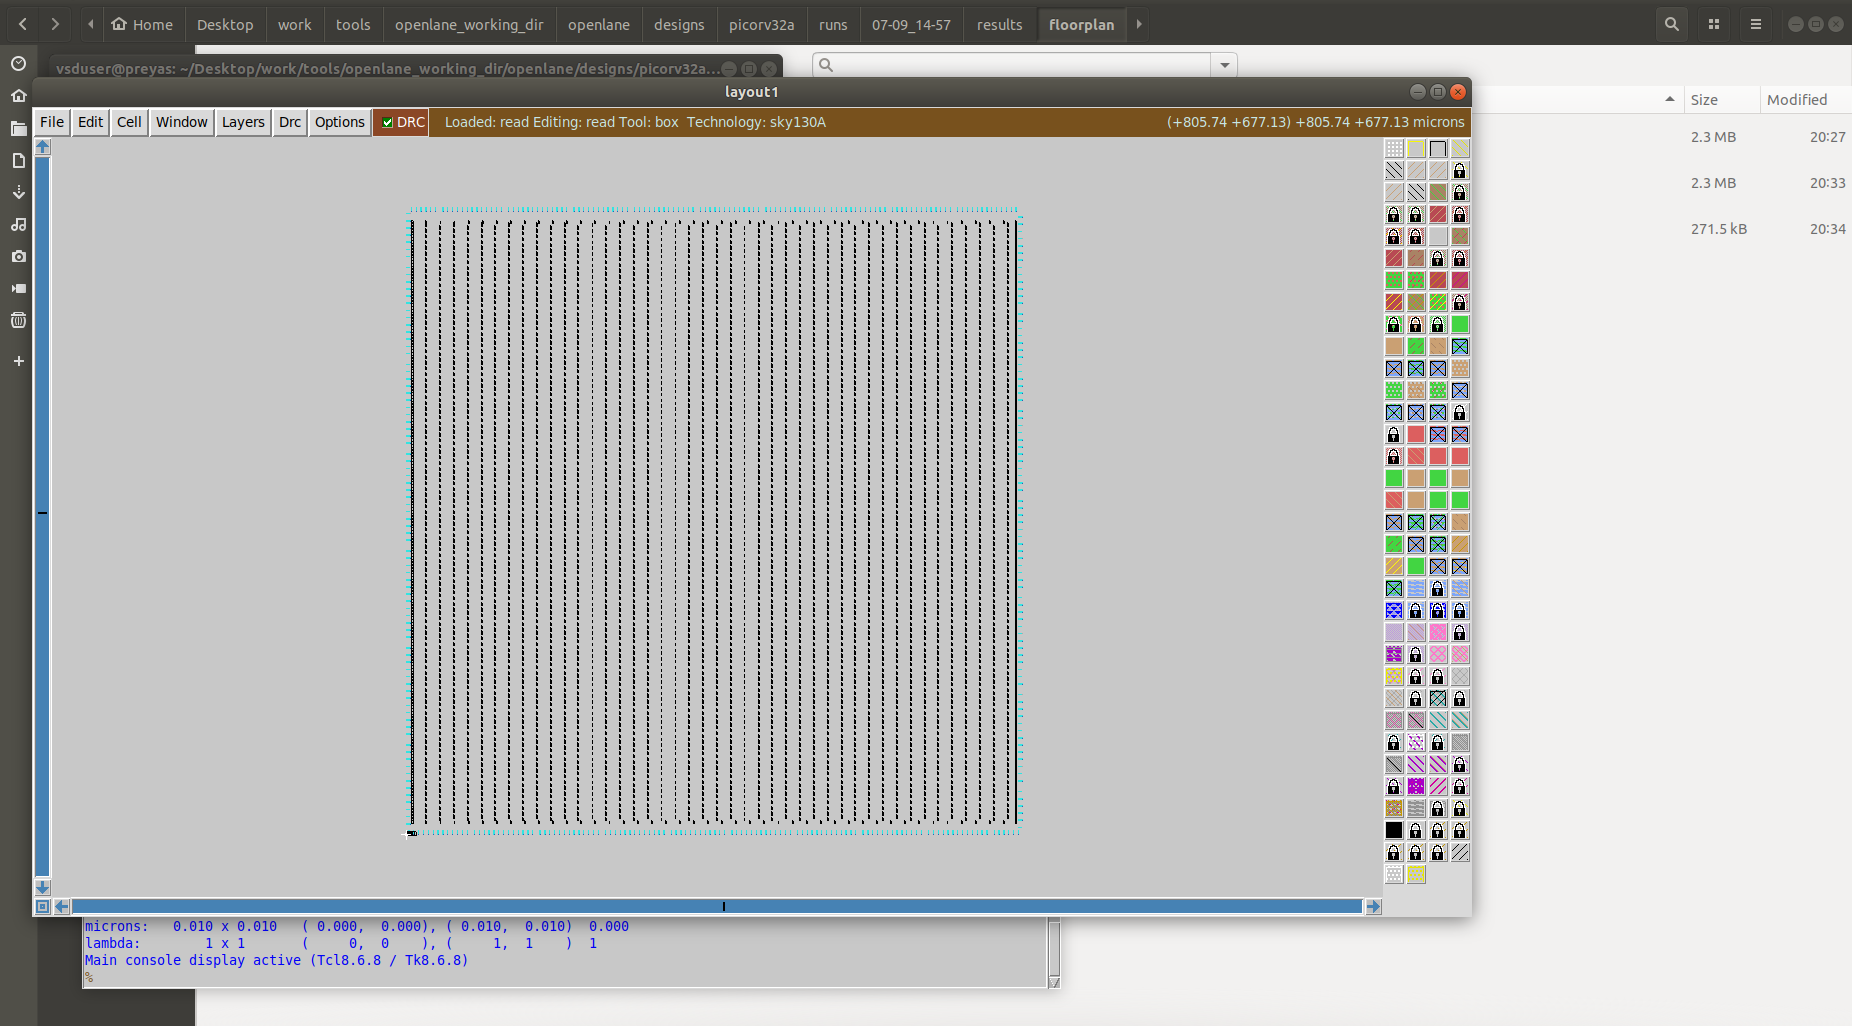 Home Desktop work tools openlane_working_dir openlane designs picorv32a runs 07-09_14-57 results floorplan
vsduser@preyas: ~/Desktop/work/tools/openlane_working_dir/openlane/designs/picorv32a...
layout1
File Edit Cell Window Layers Drc Options DRC Loaded: read Editing: read Tool: box Technology: sky130A (+805.74 +677.13) +805.74 +677.13 microns
Size Modified
2.3 MB 20:27
2.3 MB 20:33
271.5 kB 20:34
microns: 0.010 x 0.010 ( 0.000, 0.000), ( 0.010, 0.010) 0.000
lambda: 1 x 1 ( 0, 0 ), ( 1, 1 ) 1
Main console display active (Tcl8.6.8 / Tk8.6.8)
%